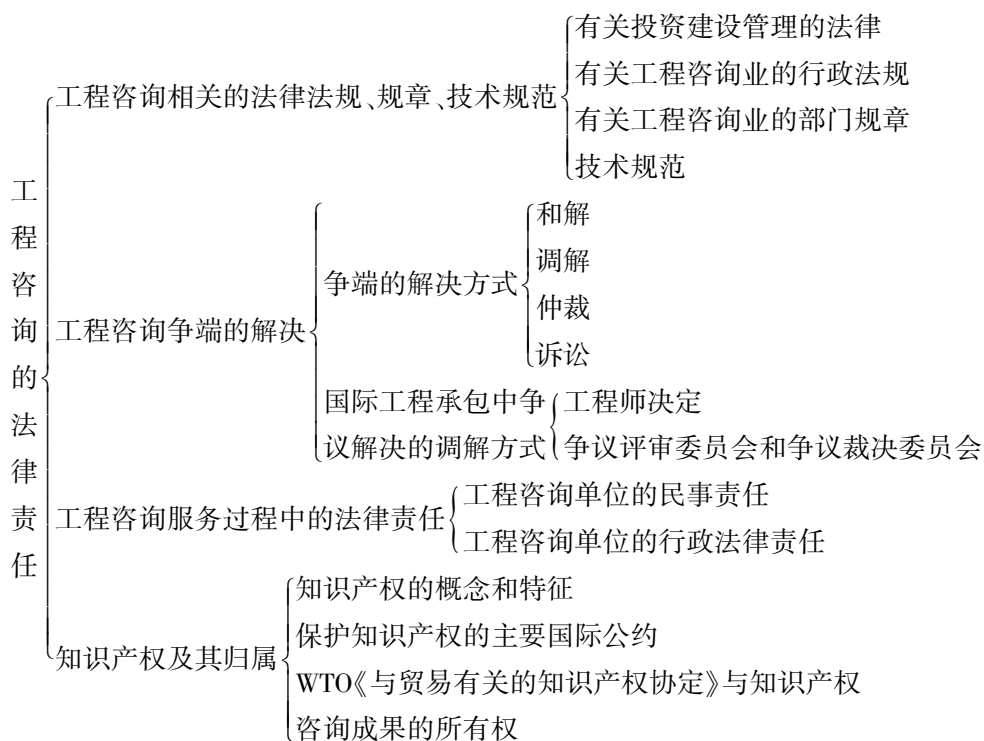 工程咨询的法律责任
工程咨询相关的法律法规、规章、技术规范
有关投资建设管理的法律
有关工程咨询业的行政法规
有关工程咨询业的部门规章
技术规范
工程咨询争端的解决
争端的解决方式
和解
调解
仲裁
诉讼
国际工程承包中争
议解决的调解方式
工程师决定
争议评审委员会和争议裁决委员会
工程咨询服务过程中的法律责任
工程咨询单位的民事责任
工程咨询单位的行政法律责任
知识产权及其归属
知识产权的概念和特征
保护知识产权的主要国际公约
WTO《与贸易有关的知识产权协定》与知识产权
咨询成果的所有权